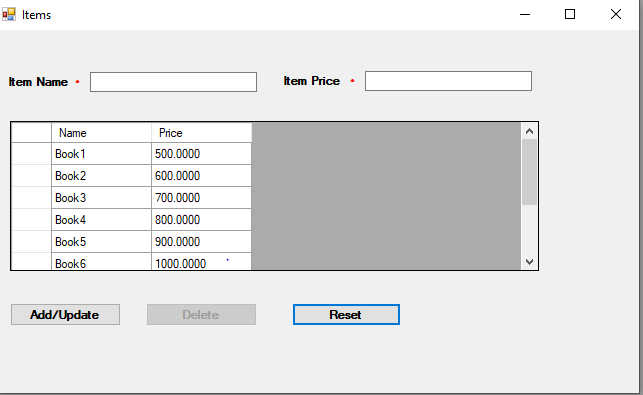 Items
Item Name * Item Price *
Name Price
Book1 500.0000
Book2 600.0000
Book3 700.0000
Book4 800.0000
Book5 900.0000
Book6 1000.0000
Add/Update Delete Reset